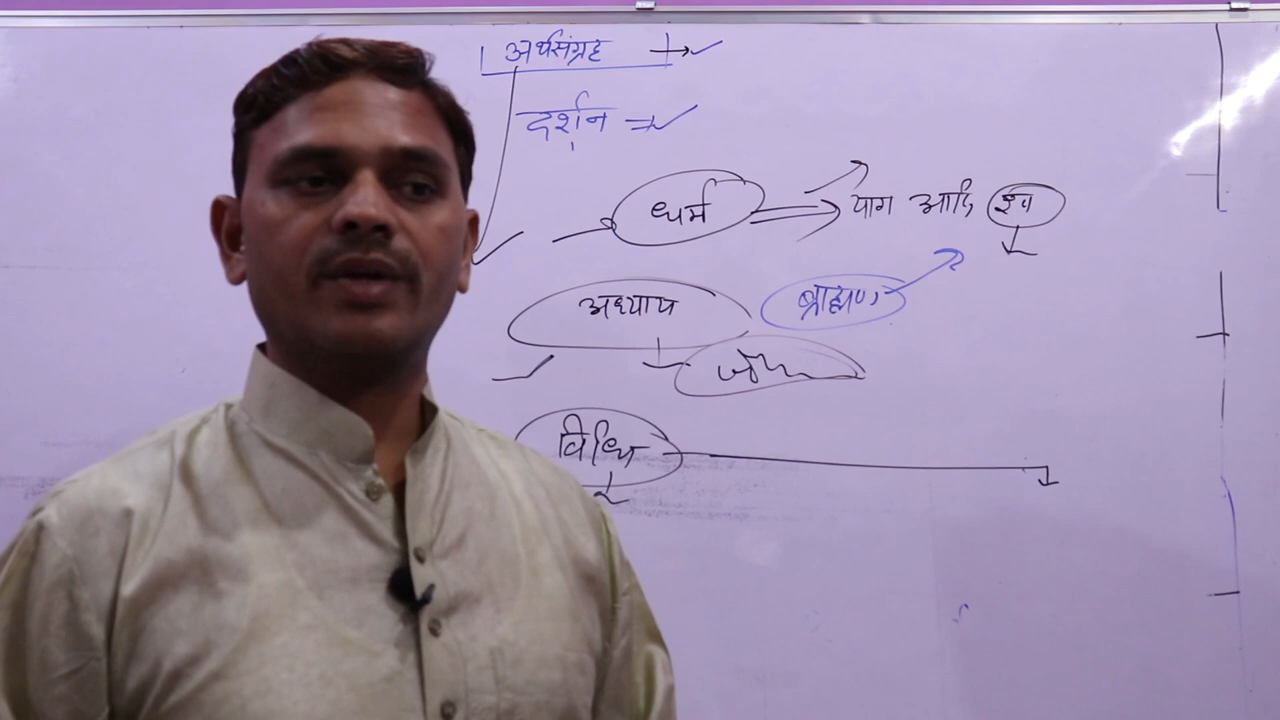 अर्थसंग्रह
दर्शन
धर्म याग आदि
अध्याय ब्राह्मण
विधि